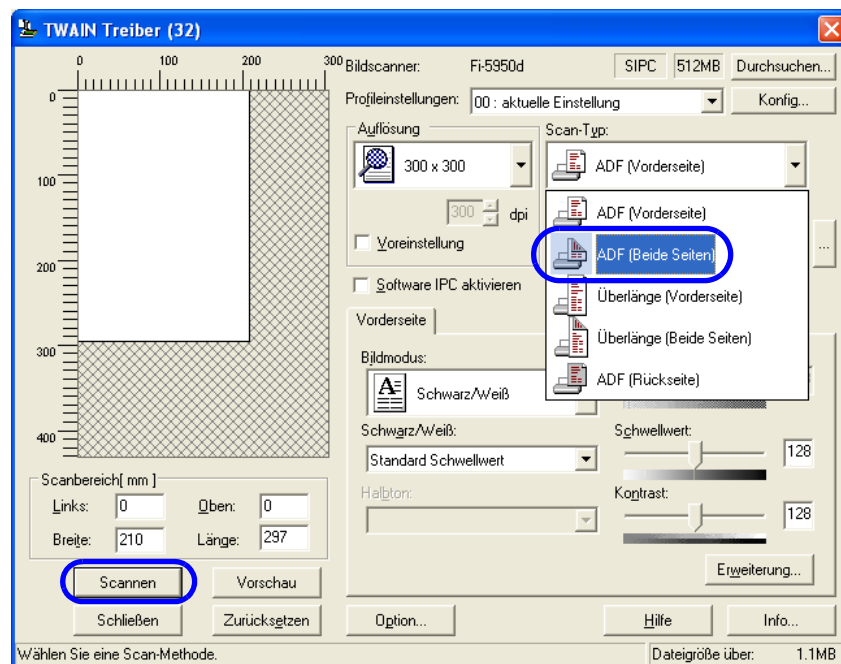 TWAIN Treiber (32)
0 100 200 300
0
100
200
300
400
Bildscanner: Fi-5950d SIPC 512MB Durchsuchen...
Profileinstellungen: 00 : aktuelle Einstellung Konfig...
Auflösung
300 x 300
300 dpi
Voreinstellung
Scan-Typ:
ADF (Vorderseite)
ADF (Vorderseite)
ADF (Beide Seiten)
Überlänge (Vorderseite)
Überlänge (Beide Seiten)
ADF (Rückseite)
...
Software IPC aktivieren
Vorderseite
Bildmodus:
Schwarz/Weiß
Schwarz/Weiß:
Standard Schwellwert
Halbton:
Schwellwert:
128
Kontrast:
128
Erweiterung...
Scanbereich[ mm ]
Links: 0 Oben: 0
Breite: 210 Länge: 297
Scannen Vorschau
Schließen Zurücksetzen Option... Hilfe Info...
Wählen Sie eine Scan-Methode. Dateigröße über: 1.1MB